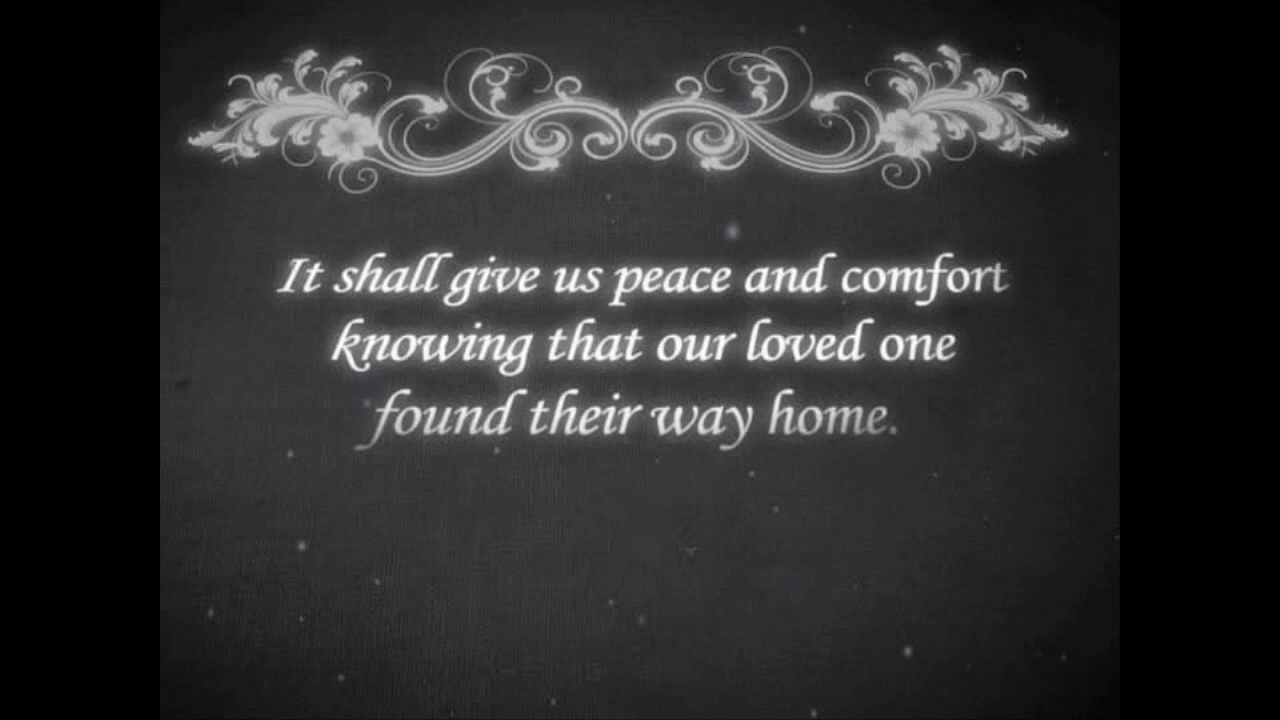 It shall give us peace and comfort
knowing that our loved one
found their way home.